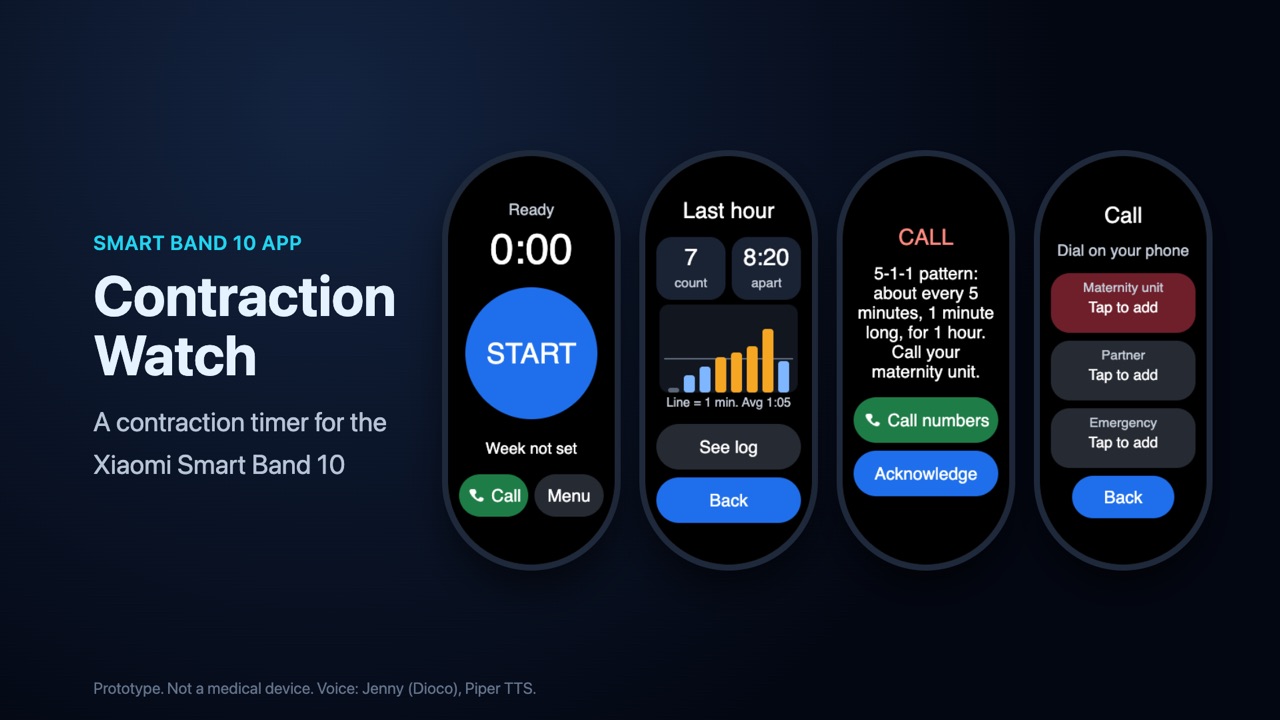 SMART BAND 10 APP
Contraction
Watch
A contraction timer for the
Xiaomi Smart Band 10
Ready
0:00
START
Week not set
Call
Menu
Last hour
7
count
8:20
apart
Line = 1 min. Avg 1:05
See log
Back
CALL
5-1-1 pattern:
about every 5
minutes, 1 minute
long, for 1 hour.
Call your
maternity unit.
Call numbers
Acknowledge
Call
Dial on your phone
Maternity unit
Tap to add
Partner
Tap to add
Emergency
Tap to add
Back
Prototype. Not a medical device. Voice: Jenny (Dioco), Piper TTS.